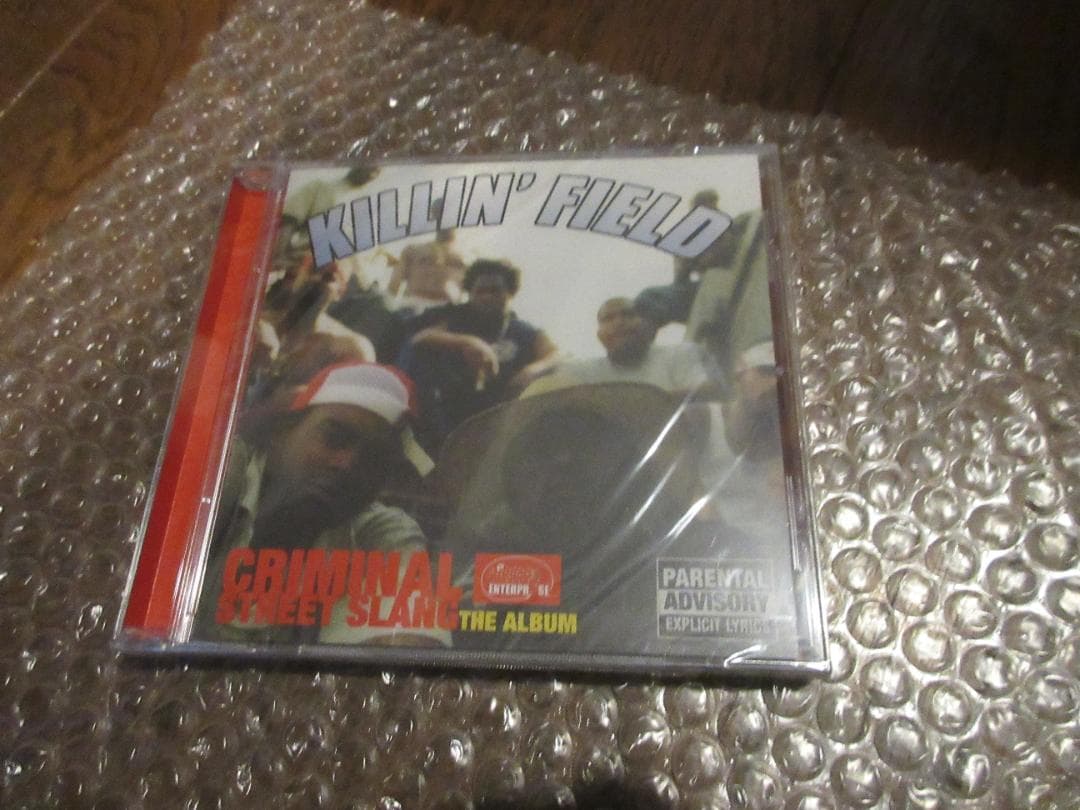 KILLIN' FIELD
CRIMINAL
STREET SLANG THE ALBUM
PARENTAL
ADVISORY
EXPLICIT LYRICS